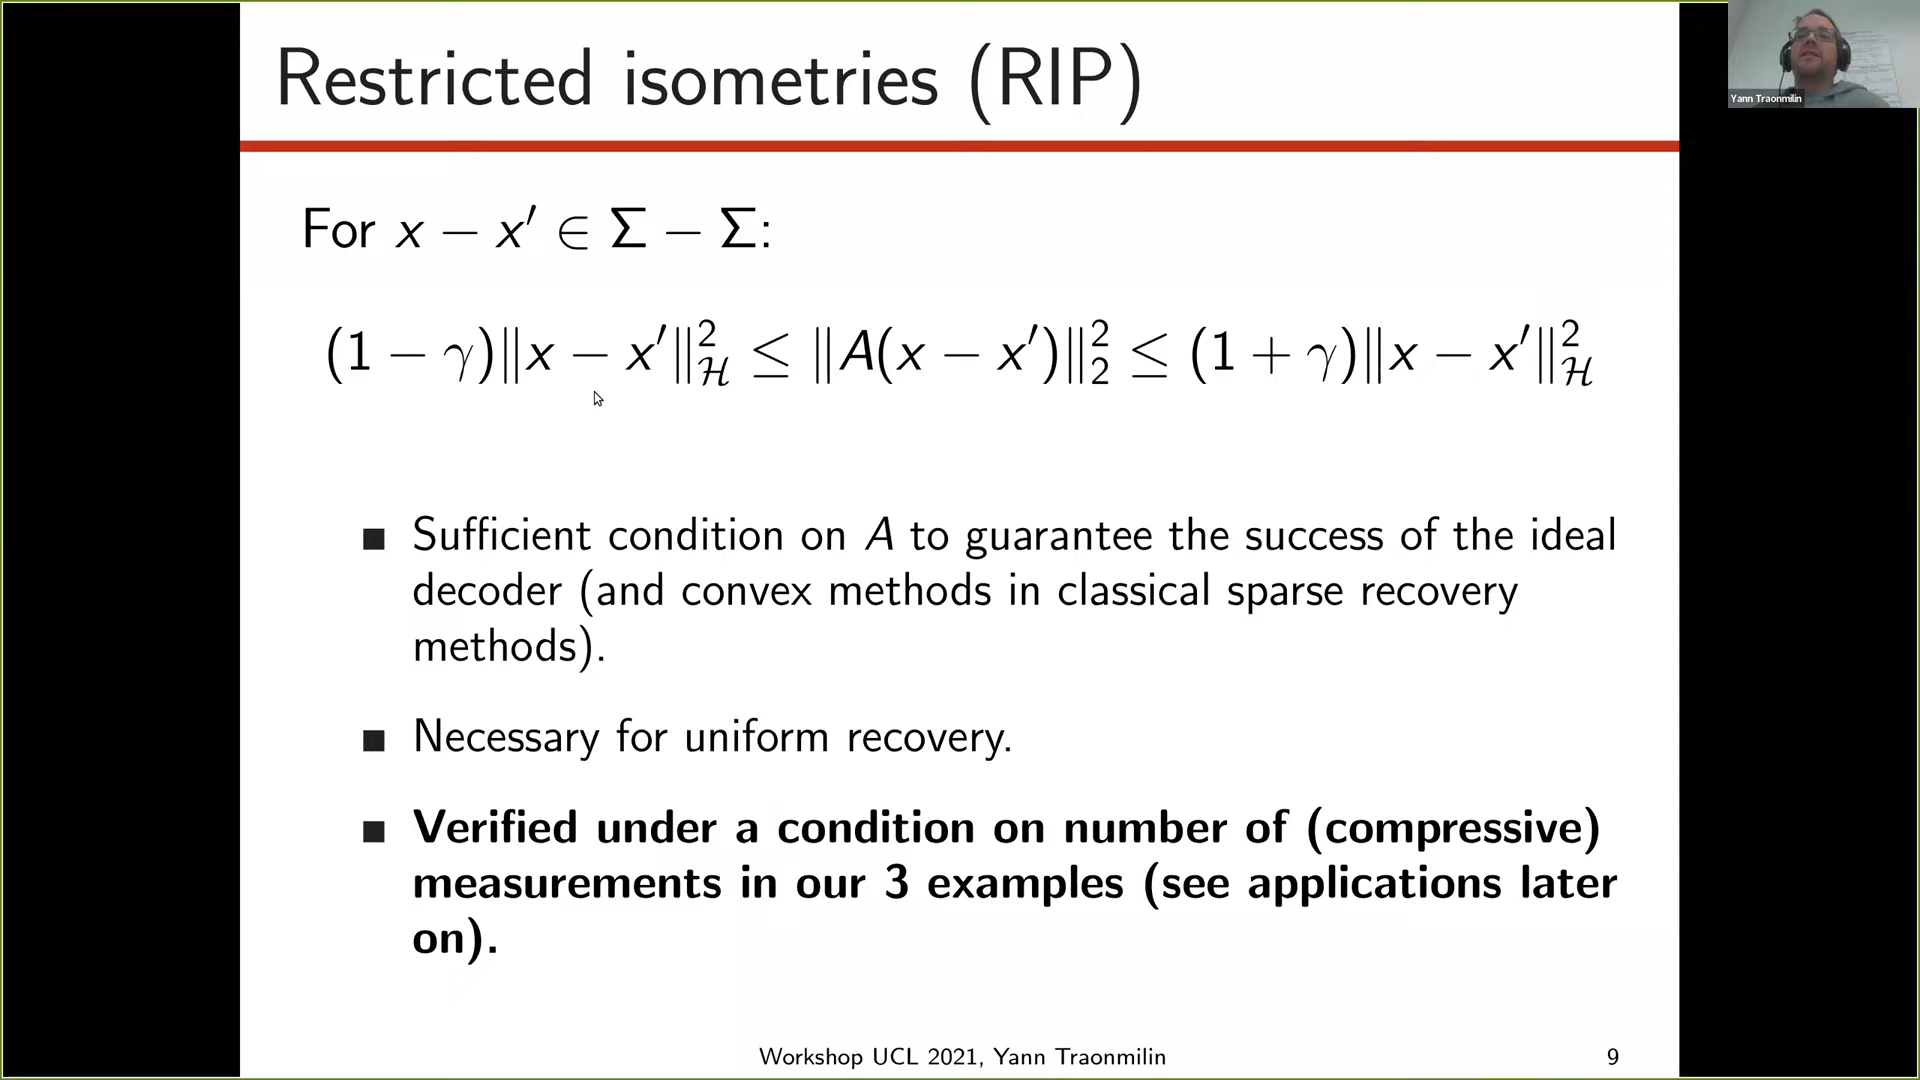 Restricted isometries (RIP)
Yann Traonmilin
For x − x′ ∈ Σ − Σ:
(1 − γ)‖x − x′‖²_ℋ ≤ ‖A(x − x′)‖²₂ ≤ (1 + γ)‖x − x′‖²_ℋ
■ Sufficient condition on A to guarantee the success of the ideal
decoder (and convex methods in classical sparse recovery
methods).
■ Necessary for uniform recovery.
■ Verified under a condition on number of (compressive)
measurements in our 3 examples (see applications later
on).
Workshop UCL 2021, Yann Traonmilin
9